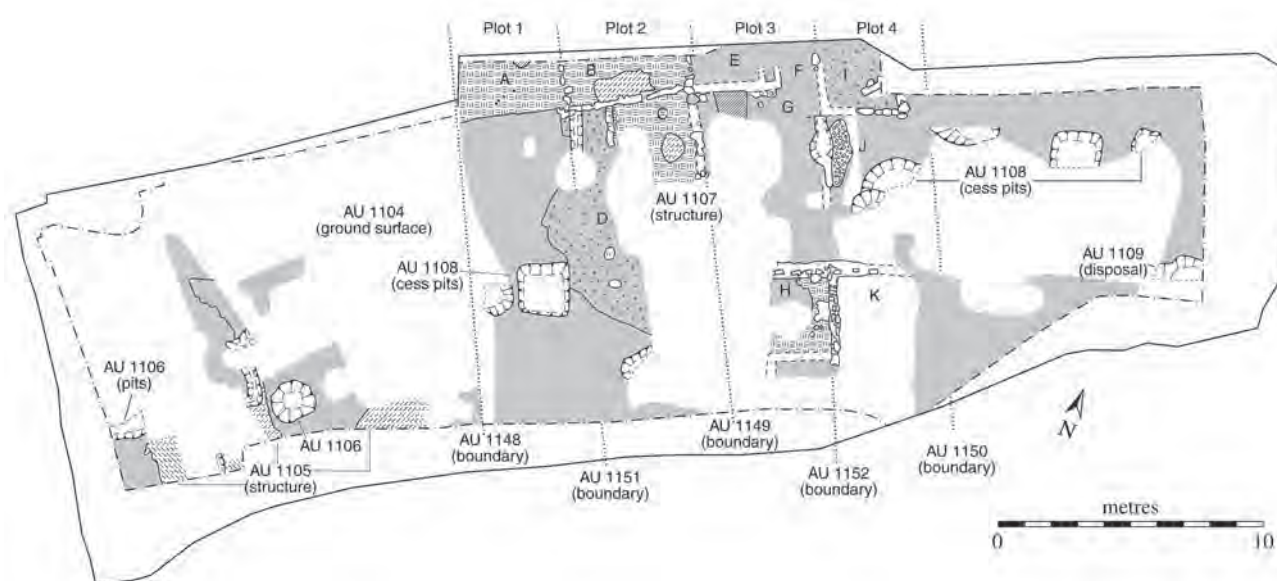 Plot 1
Plot 2
Plot 3
Plot 4
A
B
C
D
E
F
G
H
I
J
K
AU 1104
(ground surface)
AU 1107
(structure)
AU 1108
(cess pits)
AU 1108
(cess pits)
AU 1109
(disposal)
AU 1106
(pits)
AU 1106
AU 1105
(structure)
AU 1148
(boundary)
AU 1151
(boundary)
AU 1149
(boundary)
AU 1152
(boundary)
AU 1150
(boundary)
N
metres
0
10